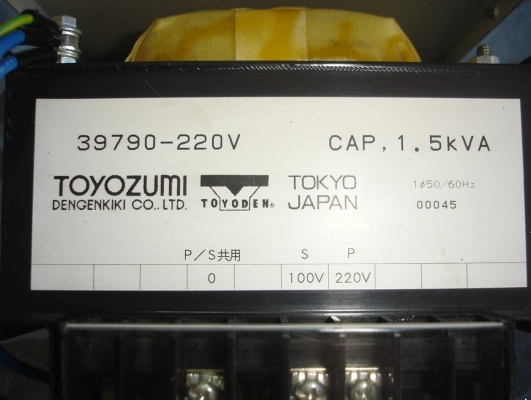 39790-220V CAP, 1.5kVA
TOYOZUMI TOKYO 1φ50/60Hz
DENGENKIKI CO.,LTD. TOYODEN® JAPAN 00045
P/S共用 S P
0 100V 220V